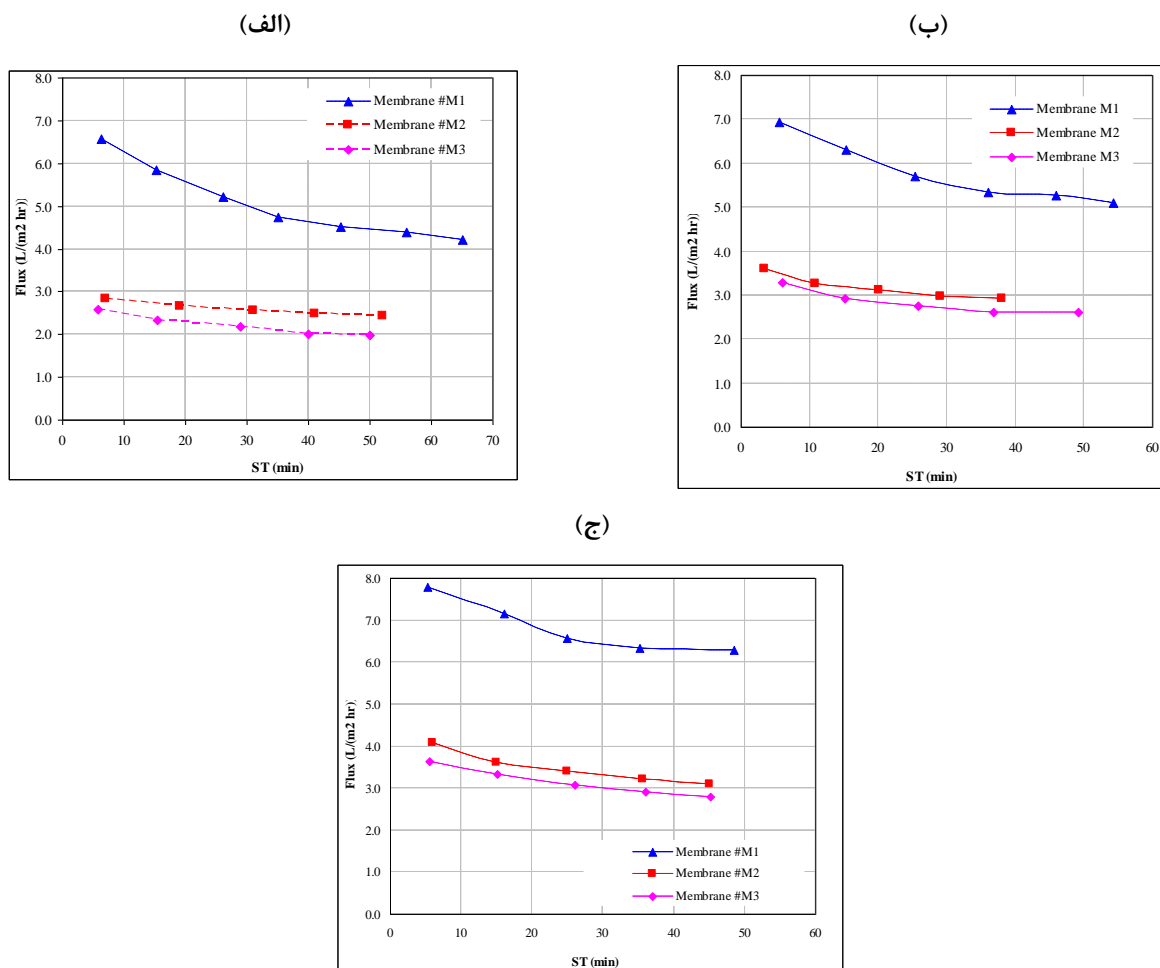 (الف)
(ب)
8.0
7.0
6.0
5.0
4.0
3.0
2.0
1.0
0.0
Flux (L/(m2 hr)]
Membrane #M1
Membrane #M2
Membrane #M3
0 10 20 30 40 50 60 70
ST (min)
8.0
7.0
6.0
5.0
4.0
3.0
2.0
1.0
0.0
Flux (L/(m2 hr)]
Membrane M1
Membrane M2
Membrane M3
0 10 20 30 40 50 60
ST (min)
(ج)
8.0
7.0
6.0
5.0
4.0
3.0
2.0
1.0
0.0
Flux (L/(m2 hr)]
Membrane #M1
Membrane #M2
Membrane #M3
0 10 20 30 40 50 60
ST (min)